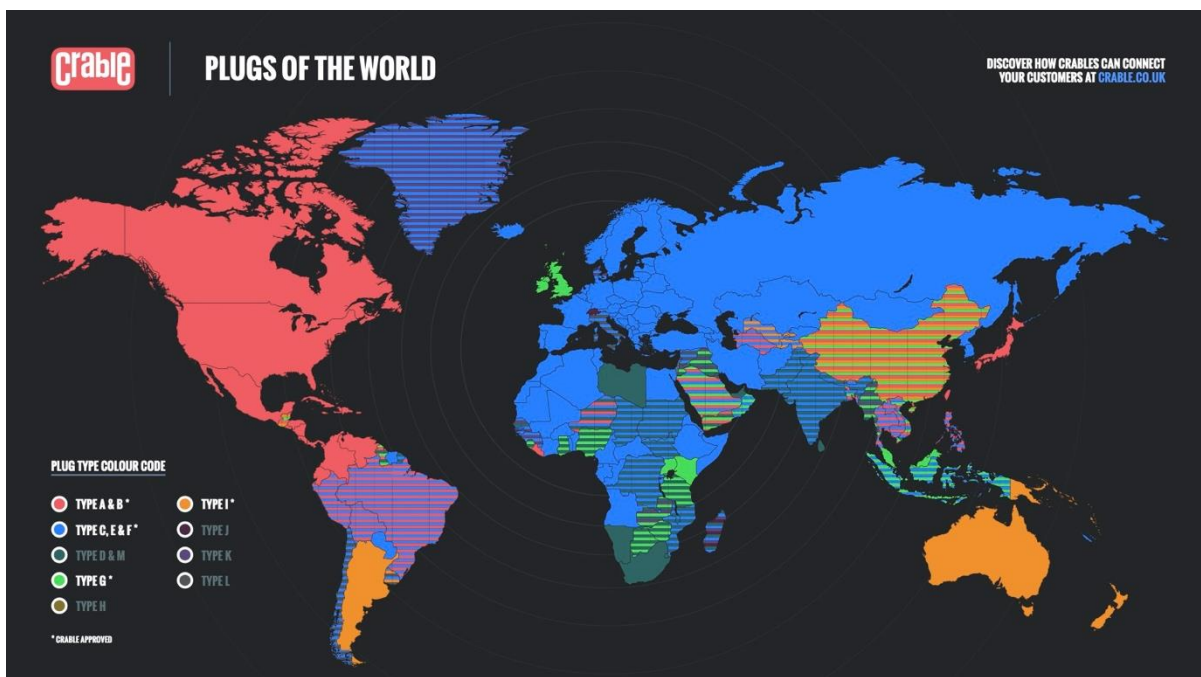 crable
PLUGS OF THE WORLD
DISCOVER HOW CRABLES CAN CONNECT
YOUR CUSTOMERS AT CRABLE.CO.UK
PLUG TYPE COLOUR CODE
TYPE A & B *
TYPE C, E & F *
TYPE D & M
TYPE G *
TYPE H
TYPE I *
TYPE J
TYPE K
TYPE L
* CRABLE APPROVED